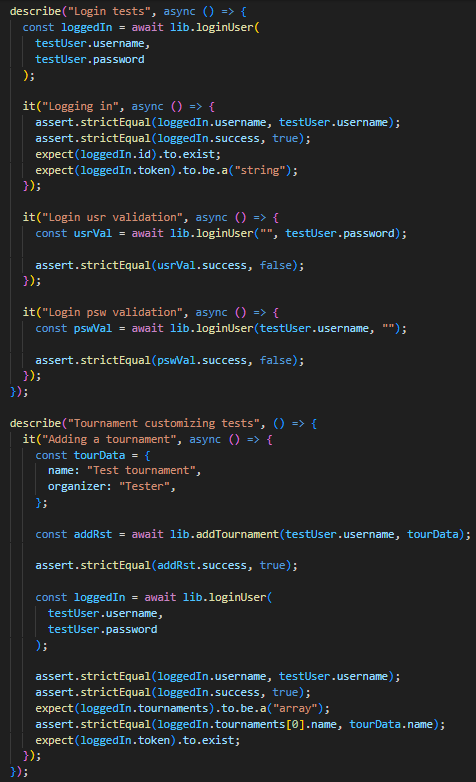 describe("Login tests", async () => {
  const loggedIn = await lib.loginUser(
    testUser.username,
    testUser.password
  );

  it("Logging in", async () => {
    assert.strictEqual(loggedIn.username, testUser.username);
    assert.strictEqual(loggedIn.success, true);
    expect(loggedIn.id).to.exist;
    expect(loggedIn.token).to.be.a("string");
  });

  it("Login usr validation", async () => {
    const usrVal = await lib.loginUser("", testUser.password);

    assert.strictEqual(usrVal.success, false);
  });

  it("Login psw validation", async () => {
    const pswVal = await lib.loginUser(testUser.username, "");

    assert.strictEqual(pswVal.success, false);
  });
});

describe("Tournament customizing tests", () => {
  it("Adding a tournament", async () => {
    const tourData = {
      name: "Test tournament",
      organizer: "Tester",
    };

    const addRst = await lib.addTournament(testUser.username, tourData);

    assert.strictEqual(addRst.success, true);

    const loggedIn = await lib.loginUser(
      testUser.username,
      testUser.password
    );

    assert.strictEqual(loggedIn.username, testUser.username);
    assert.strictEqual(loggedIn.success, true);
    expect(loggedIn.tournaments).to.be.a("array");
    assert.strictEqual(loggedIn.tournaments[0].name, tourData.name);
    expect(loggedIn.token).to.exist;
  });
});